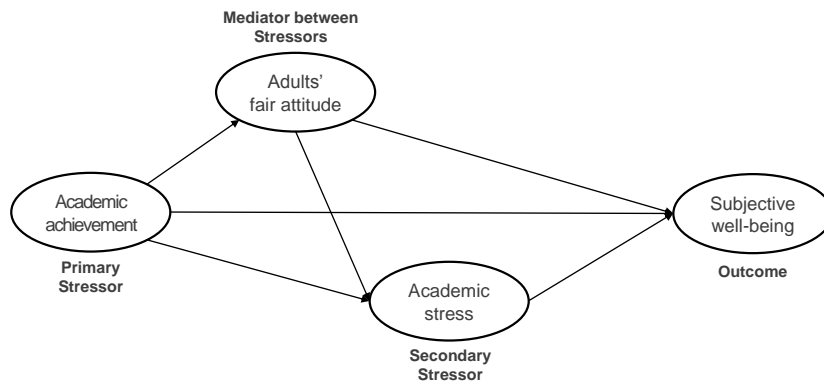 Mediator between
Stressors
Adults’
fair attitude
Academic
achievement
Primary
Stressor
Subjective
well-being
Outcome
Academic
stress
Secondary
Stressor